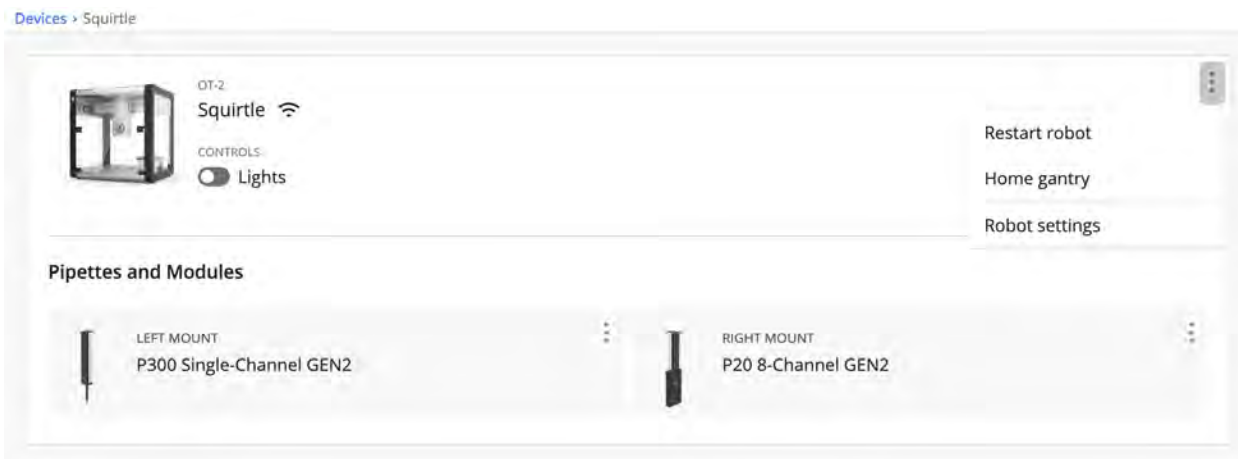 Devices › Squirtle
OT-2
Squirtle
CONTROLS
Lights
Restart robot
Home gantry
Robot settings
Pipettes and Modules
LEFT MOUNT
P300 Single-Channel GEN2
RIGHT MOUNT
P20 8-Channel GEN2